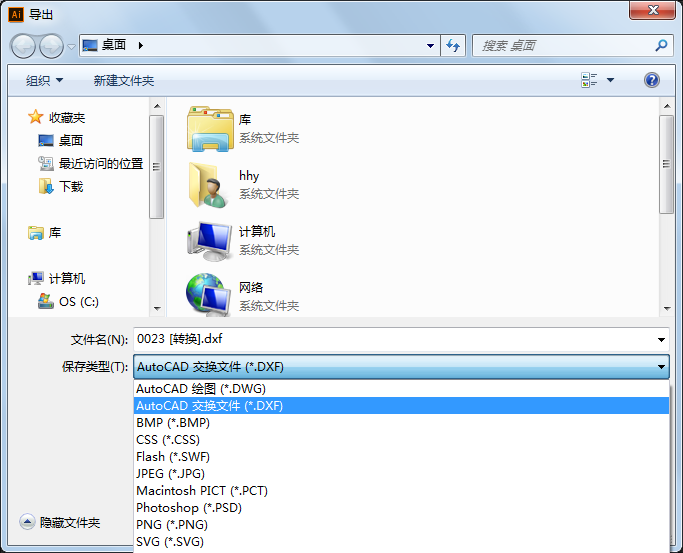 Ai 导出
桌面
搜索 桌面
组织
新建文件夹
收藏夹
桌面
最近访问的位置
下载
库
计算机
OS (C:)
库
系统文件夹
hhy
系统文件夹
计算机
系统文件夹
网络
系统文件夹
文件名(N): 0023 [转换].dxf
保存类型(T): AutoCAD 交换文件 (*.DXF)
AutoCAD 绘图 (*.DWG)
AutoCAD 交换文件 (*.DXF)
BMP (*.BMP)
CSS (*.CSS)
Flash (*.SWF)
JPEG (*.JPG)
Macintosh PICT (*.PCT)
Photoshop (*.PSD)
PNG (*.PNG)
SVG (*.SVG)
隐藏文件夹